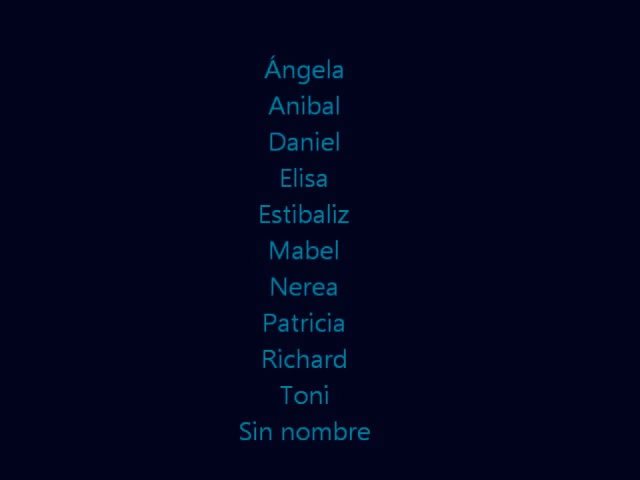 Ángela
Anibal
Daniel
Elisa
Estibaliz
Mabel
Nerea
Patricia
Richard
Toni
Sin nombre